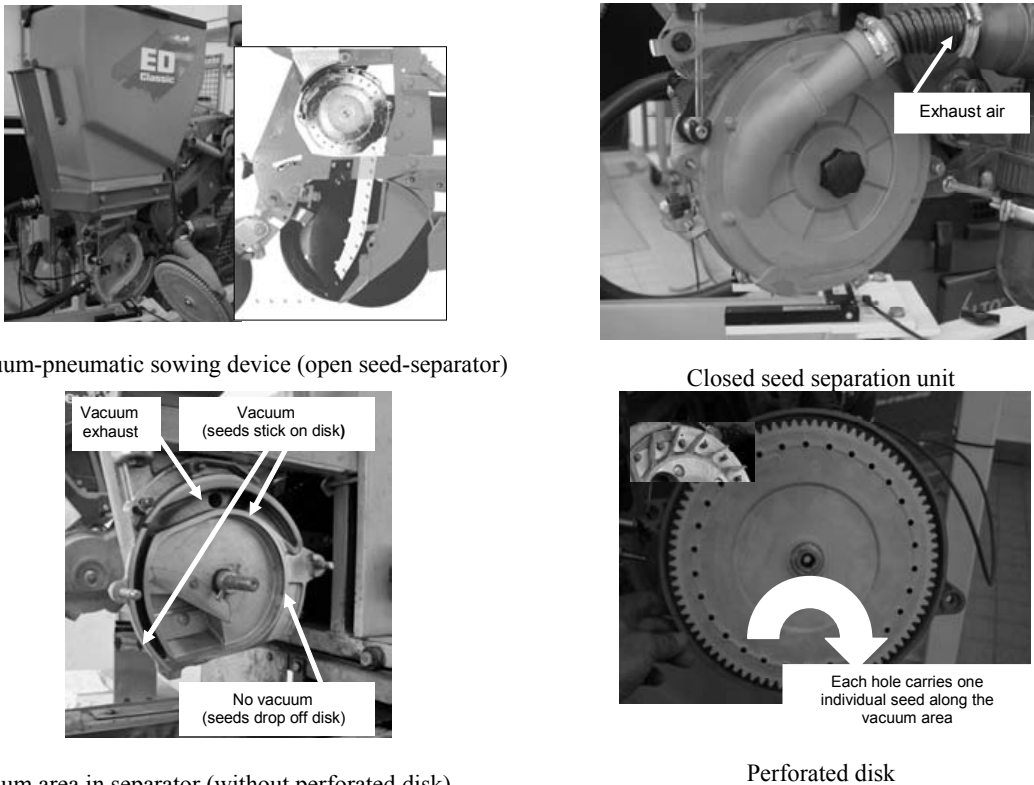 ED
Classic
Exhaust air
uum-pneumatic sowing device (open seed-separator)
Closed seed separation unit
Vacuum
exhaust
Vacuum
(seeds stick on disk)
No vacuum
(seeds drop off disk)
Each hole carries one
individual seed along the
vacuum area
um area in separator (without perforated disk)
Perforated disk